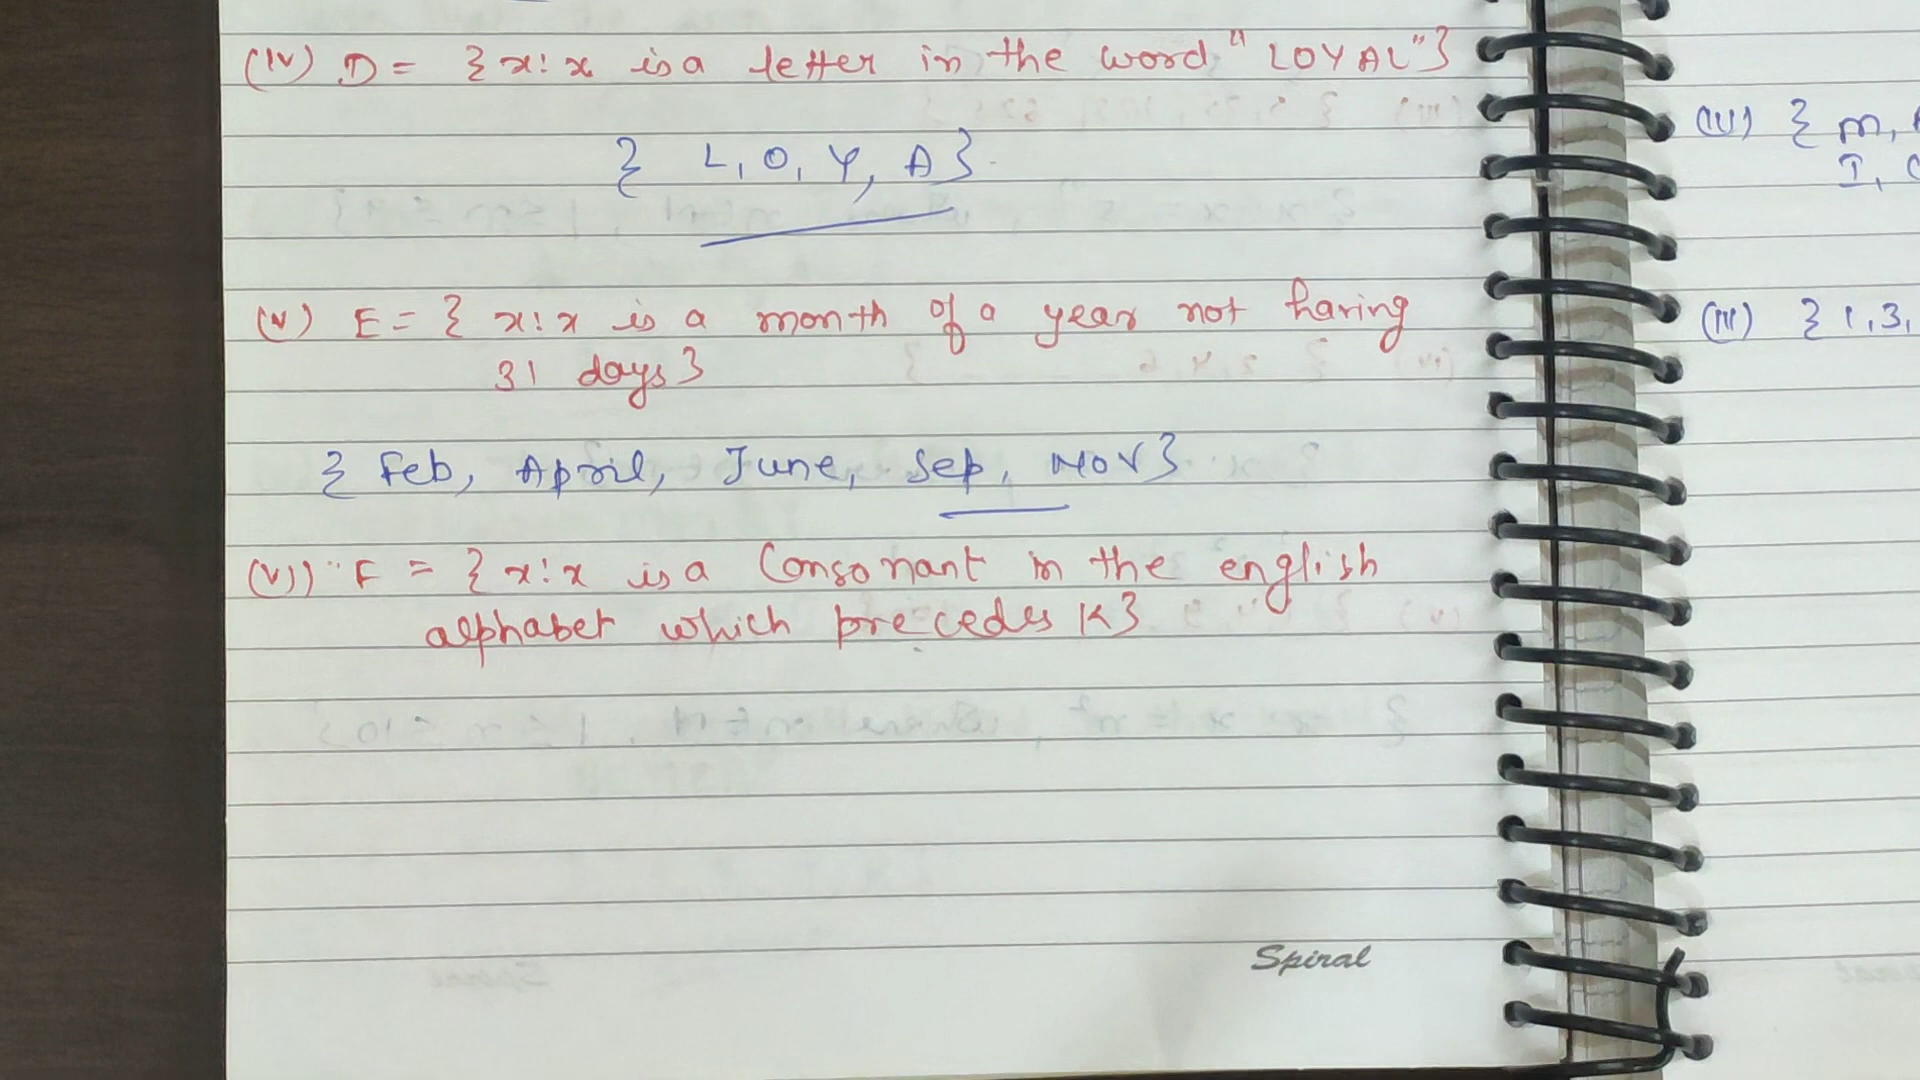 (iv) D = {x:x is a letter in the word "LOYAL"}
{ L, O, Y, A}
(v) E = { x:x is a month of a year not having
31 days}
{ Feb, April, June, Sep, Nov}
(vi) F = {x:x is a Consonant in the english
alphabet which precedes K}
Spiral
(iv) { m,
I,
(iii) { 1,3,